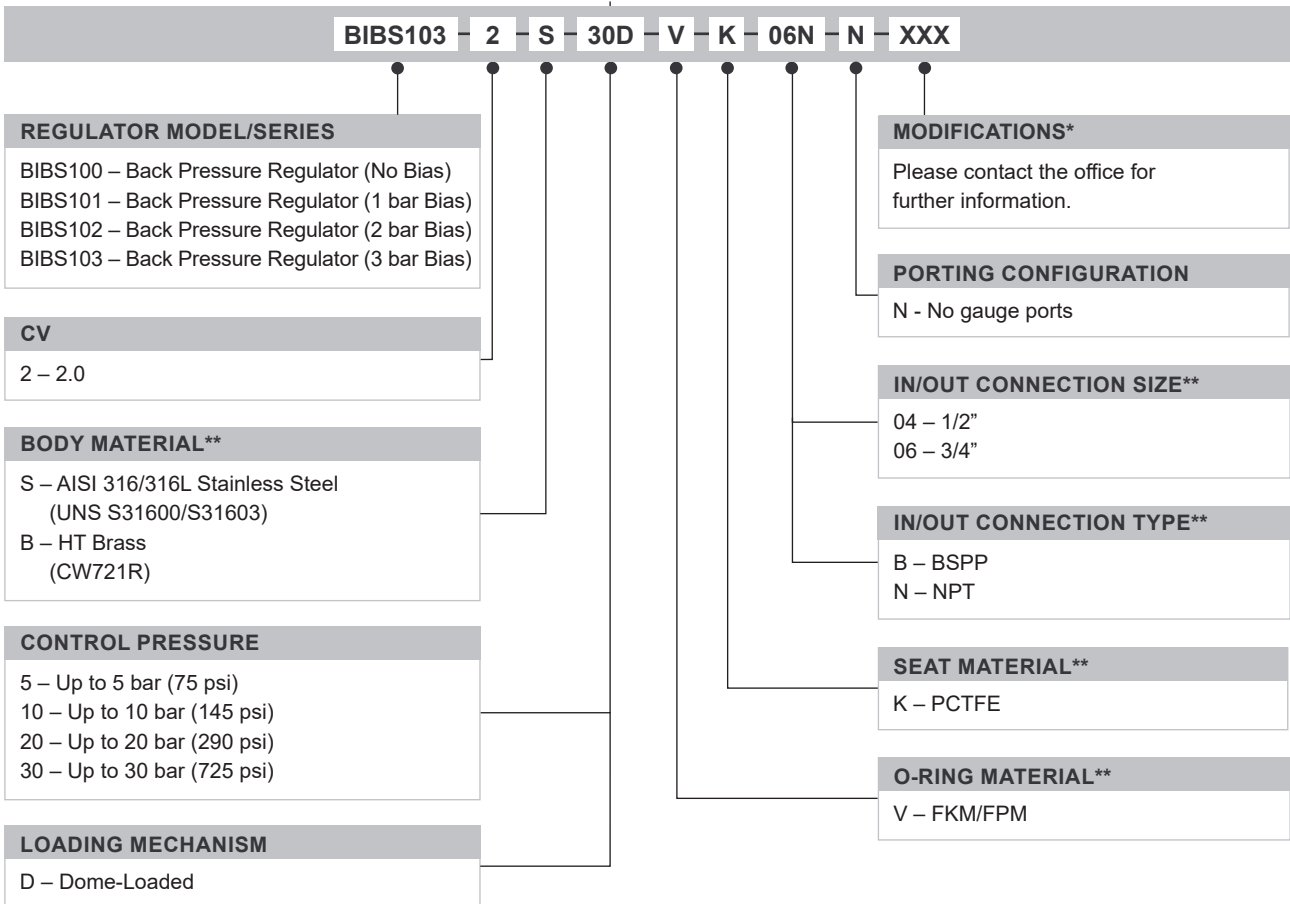 BIBS103 2 S 30D V K 06N N XXX
REGULATOR MODEL/SERIES
BIBS100 – Back Pressure Regulator (No Bias)
BIBS101 – Back Pressure Regulator (1 bar Bias)
BIBS102 – Back Pressure Regulator (2 bar Bias)
BIBS103 – Back Pressure Regulator (3 bar Bias)
CV
2 – 2.0
BODY MATERIAL**
S – AISI 316/316L Stainless Steel
(UNS S31600/S31603)
B – HT Brass
(CW721R)
CONTROL PRESSURE
5 – Up to 5 bar (75 psi)
10 – Up to 10 bar (145 psi)
20 – Up to 20 bar (290 psi)
30 – Up to 30 bar (725 psi)
LOADING MECHANISM
D – Dome-Loaded
MODIFICATIONS*
Please contact the office for
further information.
PORTING CONFIGURATION
N - No gauge ports
IN/OUT CONNECTION SIZE**
04 – 1/2”
06 – 3/4”
IN/OUT CONNECTION TYPE**
B – BSPP
N – NPT
SEAT MATERIAL**
K – PCTFE
O-RING MATERIAL**
V – FKM/FPM